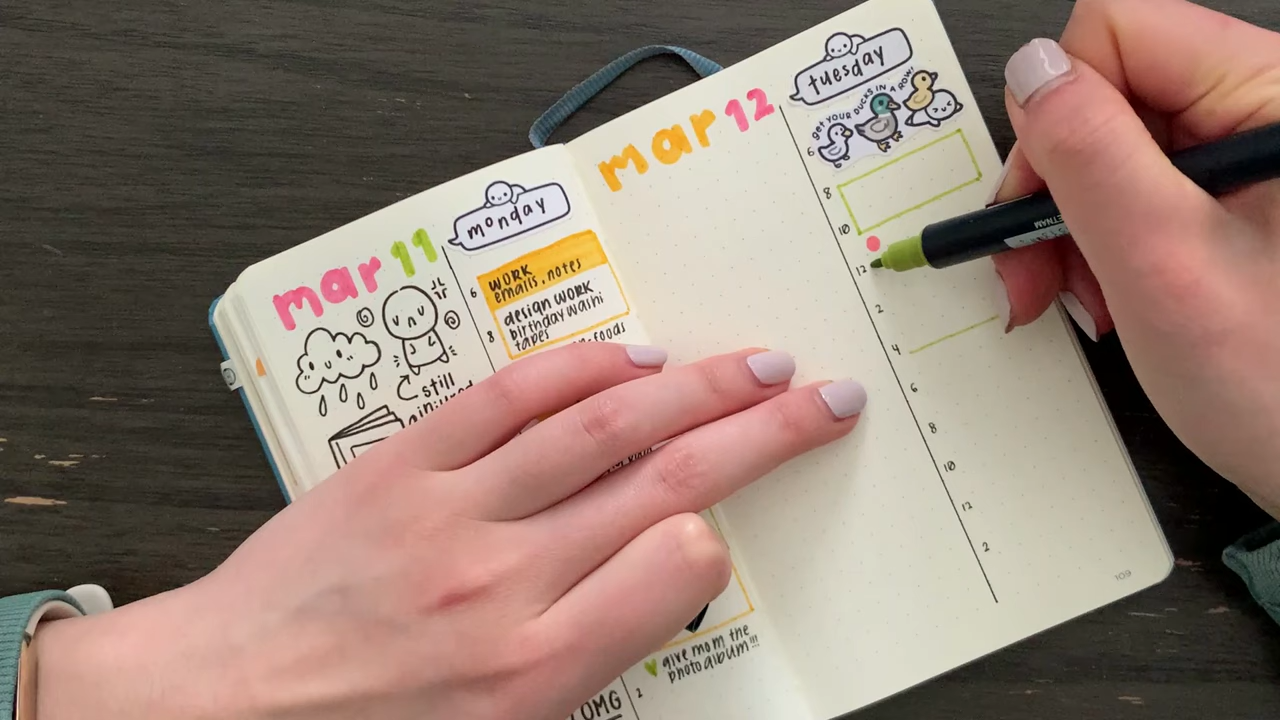 mar 11
monday
6
WORK
emails, notes
design work
8
birthday washi
tapes
still
give mom the
photo album!!!
2
OMG
mar 12
tuesday
get YOUR DUCKS IN A ROW!
6
8
10
12
2
4
6
8
10
12
2
109